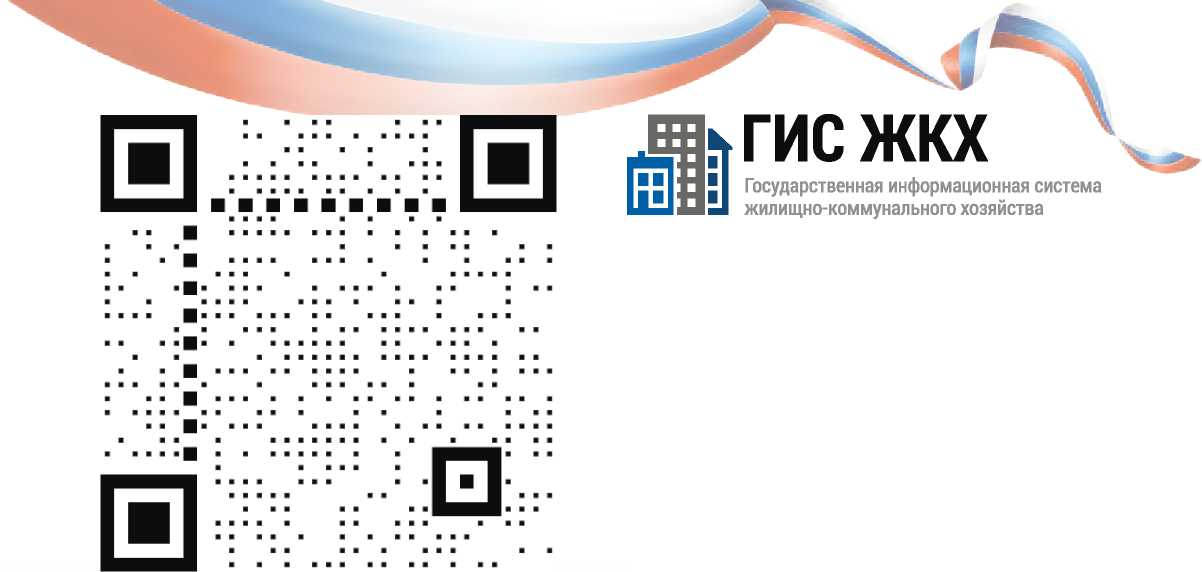 ГИС ЖКХ
Государственная информационная система
жилищно-коммунального хозяйства